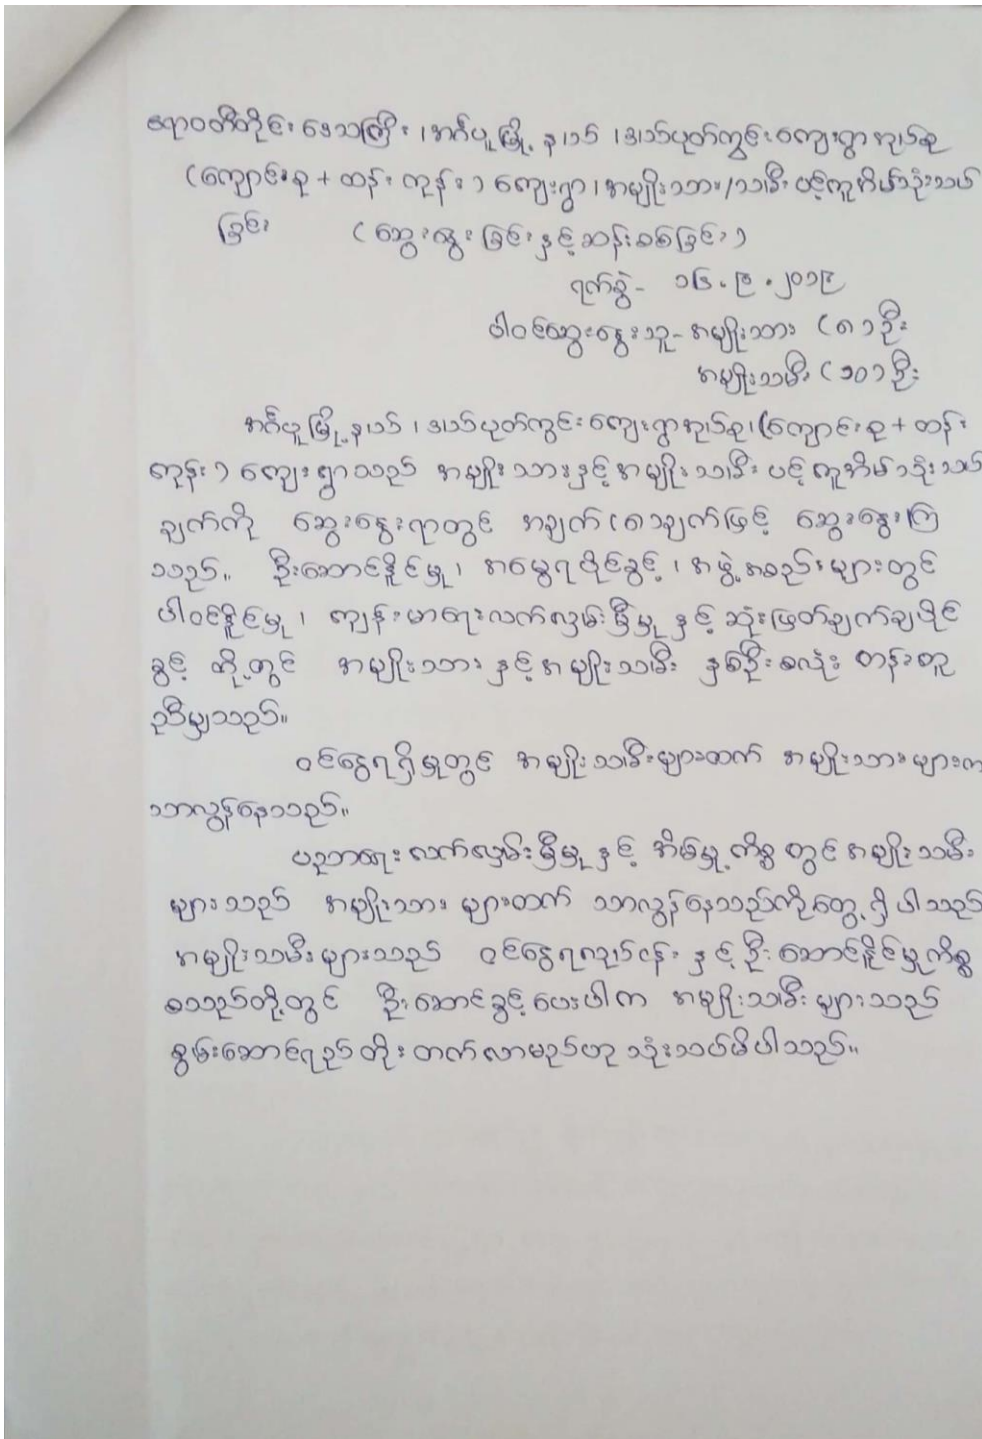 ဧရာဝတီတိုင်းဒေသကြီး၊ အင်္ဂပူမြို့နယ်၊ ဒယ်ပုတ်ကွင်းကျေးရွာအုပ်စု
(ကျောင်းစု + ထန်းကုန်း) ကျေးရွာ၊ အမျိုးသား/သမီး ပင့်ကူအိမ်သုံးသပ်
ခြင်း (ဆွေးနွေးခြင်းနှင့်ဆန်းစစ်ခြင်း)
ရက်စွဲ- ၁၆.၉.၂၀၁၉
ပါဝင်ဆွေးနွေးသူ- အမျိုးသား (၈) ဦး
အမျိုးသမီး (၁၀) ဦး
အင်္ဂပူမြို့နယ်၊ ဒယ်ပုတ်ကွင်းကျေးရွာအုပ်စု၊ (ကျောင်းစု + ထန်း
ကုန်း) ကျေးရွာသည် အမျိုးသားနှင့်အမျိုးသမီး ပင့်ကူအိမ်သုံးသပ်
ချက်ကို ဆွေးနွေးရာတွင် အချက်(၈)ချက်ဖြင့် ဆွေးနွေးကြ
သည်။ ဦးဆောင်နိုင်မှု၊ အမွေရပိုင်ခွင့်၊ အဖွဲ့အစည်းများတွင်
ပါဝင်နိုင်မှု၊ ကျန်းမာရေးလက်လှမ်းမှီမှု နှင့် ဆုံးဖြတ်ချက်ချပိုင်
ခွင့် တို့တွင် အမျိုးသားနှင့်အမျိုးသမီး နှစ်ဦးစလုံး တန်းတူ
ညီမျှသည်။
ဝင်ငွေရရှိမှုတွင် အမျိုးသမီးများထက် အမျိုးသားများက
သာလွန်နေသည်။
ပညာရေးလက်လှမ်းမှီမှု နှင့် အိမ်မှုကိစ္စတွင် အမျိုးသမီး
များသည် အမျိုးသားများထက် သာလွန်နေသည်ကိုတွေ့ရှိပါသည်
အမျိုးသမီးများသည် ဝင်ငွေရလုပ်ငန်း နှင့် ဦးဆောင်နိုင်မှုကိစ္စ
စသည်တို့တွင် ဦးဆောင်ခွင့်ပေးပါက အမျိုးသမီးများသည်
စွမ်းဆောင်ရည်တိုးတက်လာမည်ဟု သုံးသပ်မိပါသည်။